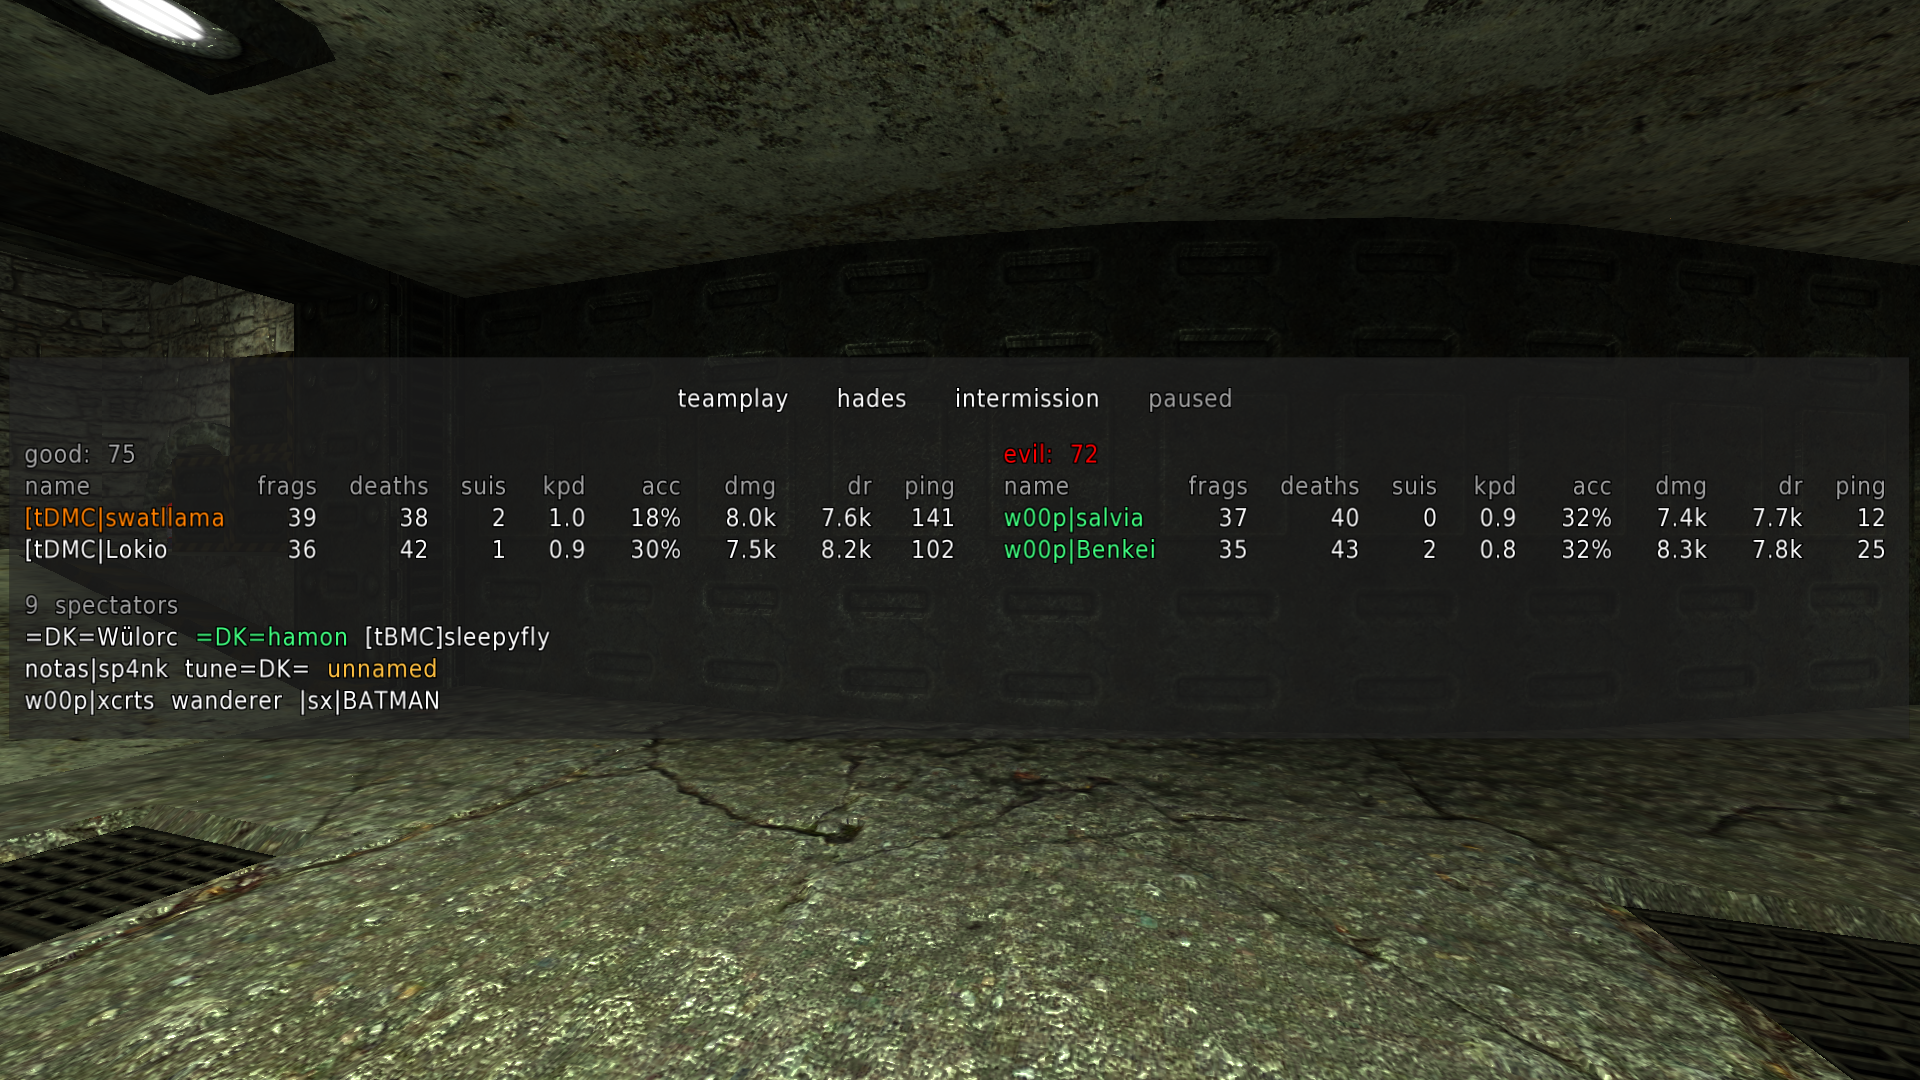 teamplay hades intermission paused
good: 75
name frags deaths suis kpd acc dmg dr ping
[tDMC|swatllama 39 38 2 1.0 18% 8.0k 7.6k 141
[tDMC|Lokio 36 42 1 0.9 30% 7.5k 8.2k 102
evil: 72
name frags deaths suis kpd acc dmg dr ping
w00p|salvia 37 40 0 0.9 32% 7.4k 7.7k 12
w00p|Benkei 35 43 2 0.8 32% 8.3k 7.8k 25
9 spectators
=DK=Wülorc =DK=hamon [tBMC]sleepyfly
notas|sp4nk tune=DK= unnamed
w00p|xcrts wanderer |sx|BATMAN